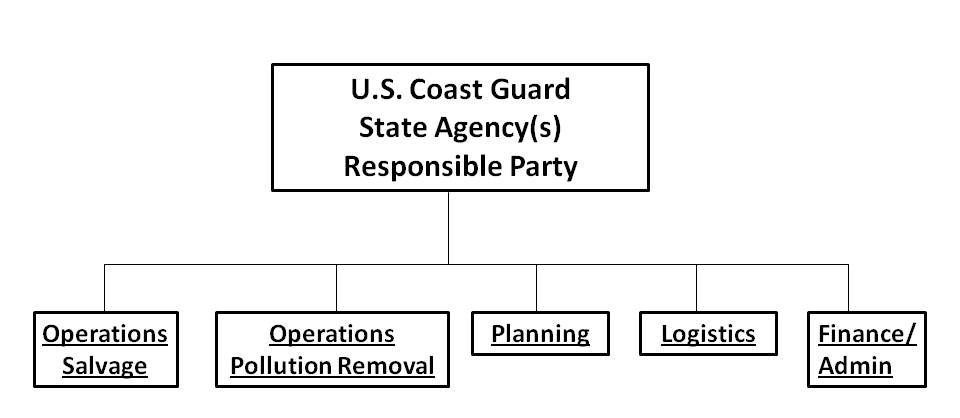 U.S. Coast Guard
State Agency(s)
Responsible Party
Operations
Salvage
Operations
Pollution Removal
Planning
Logistics
Finance/
Admin